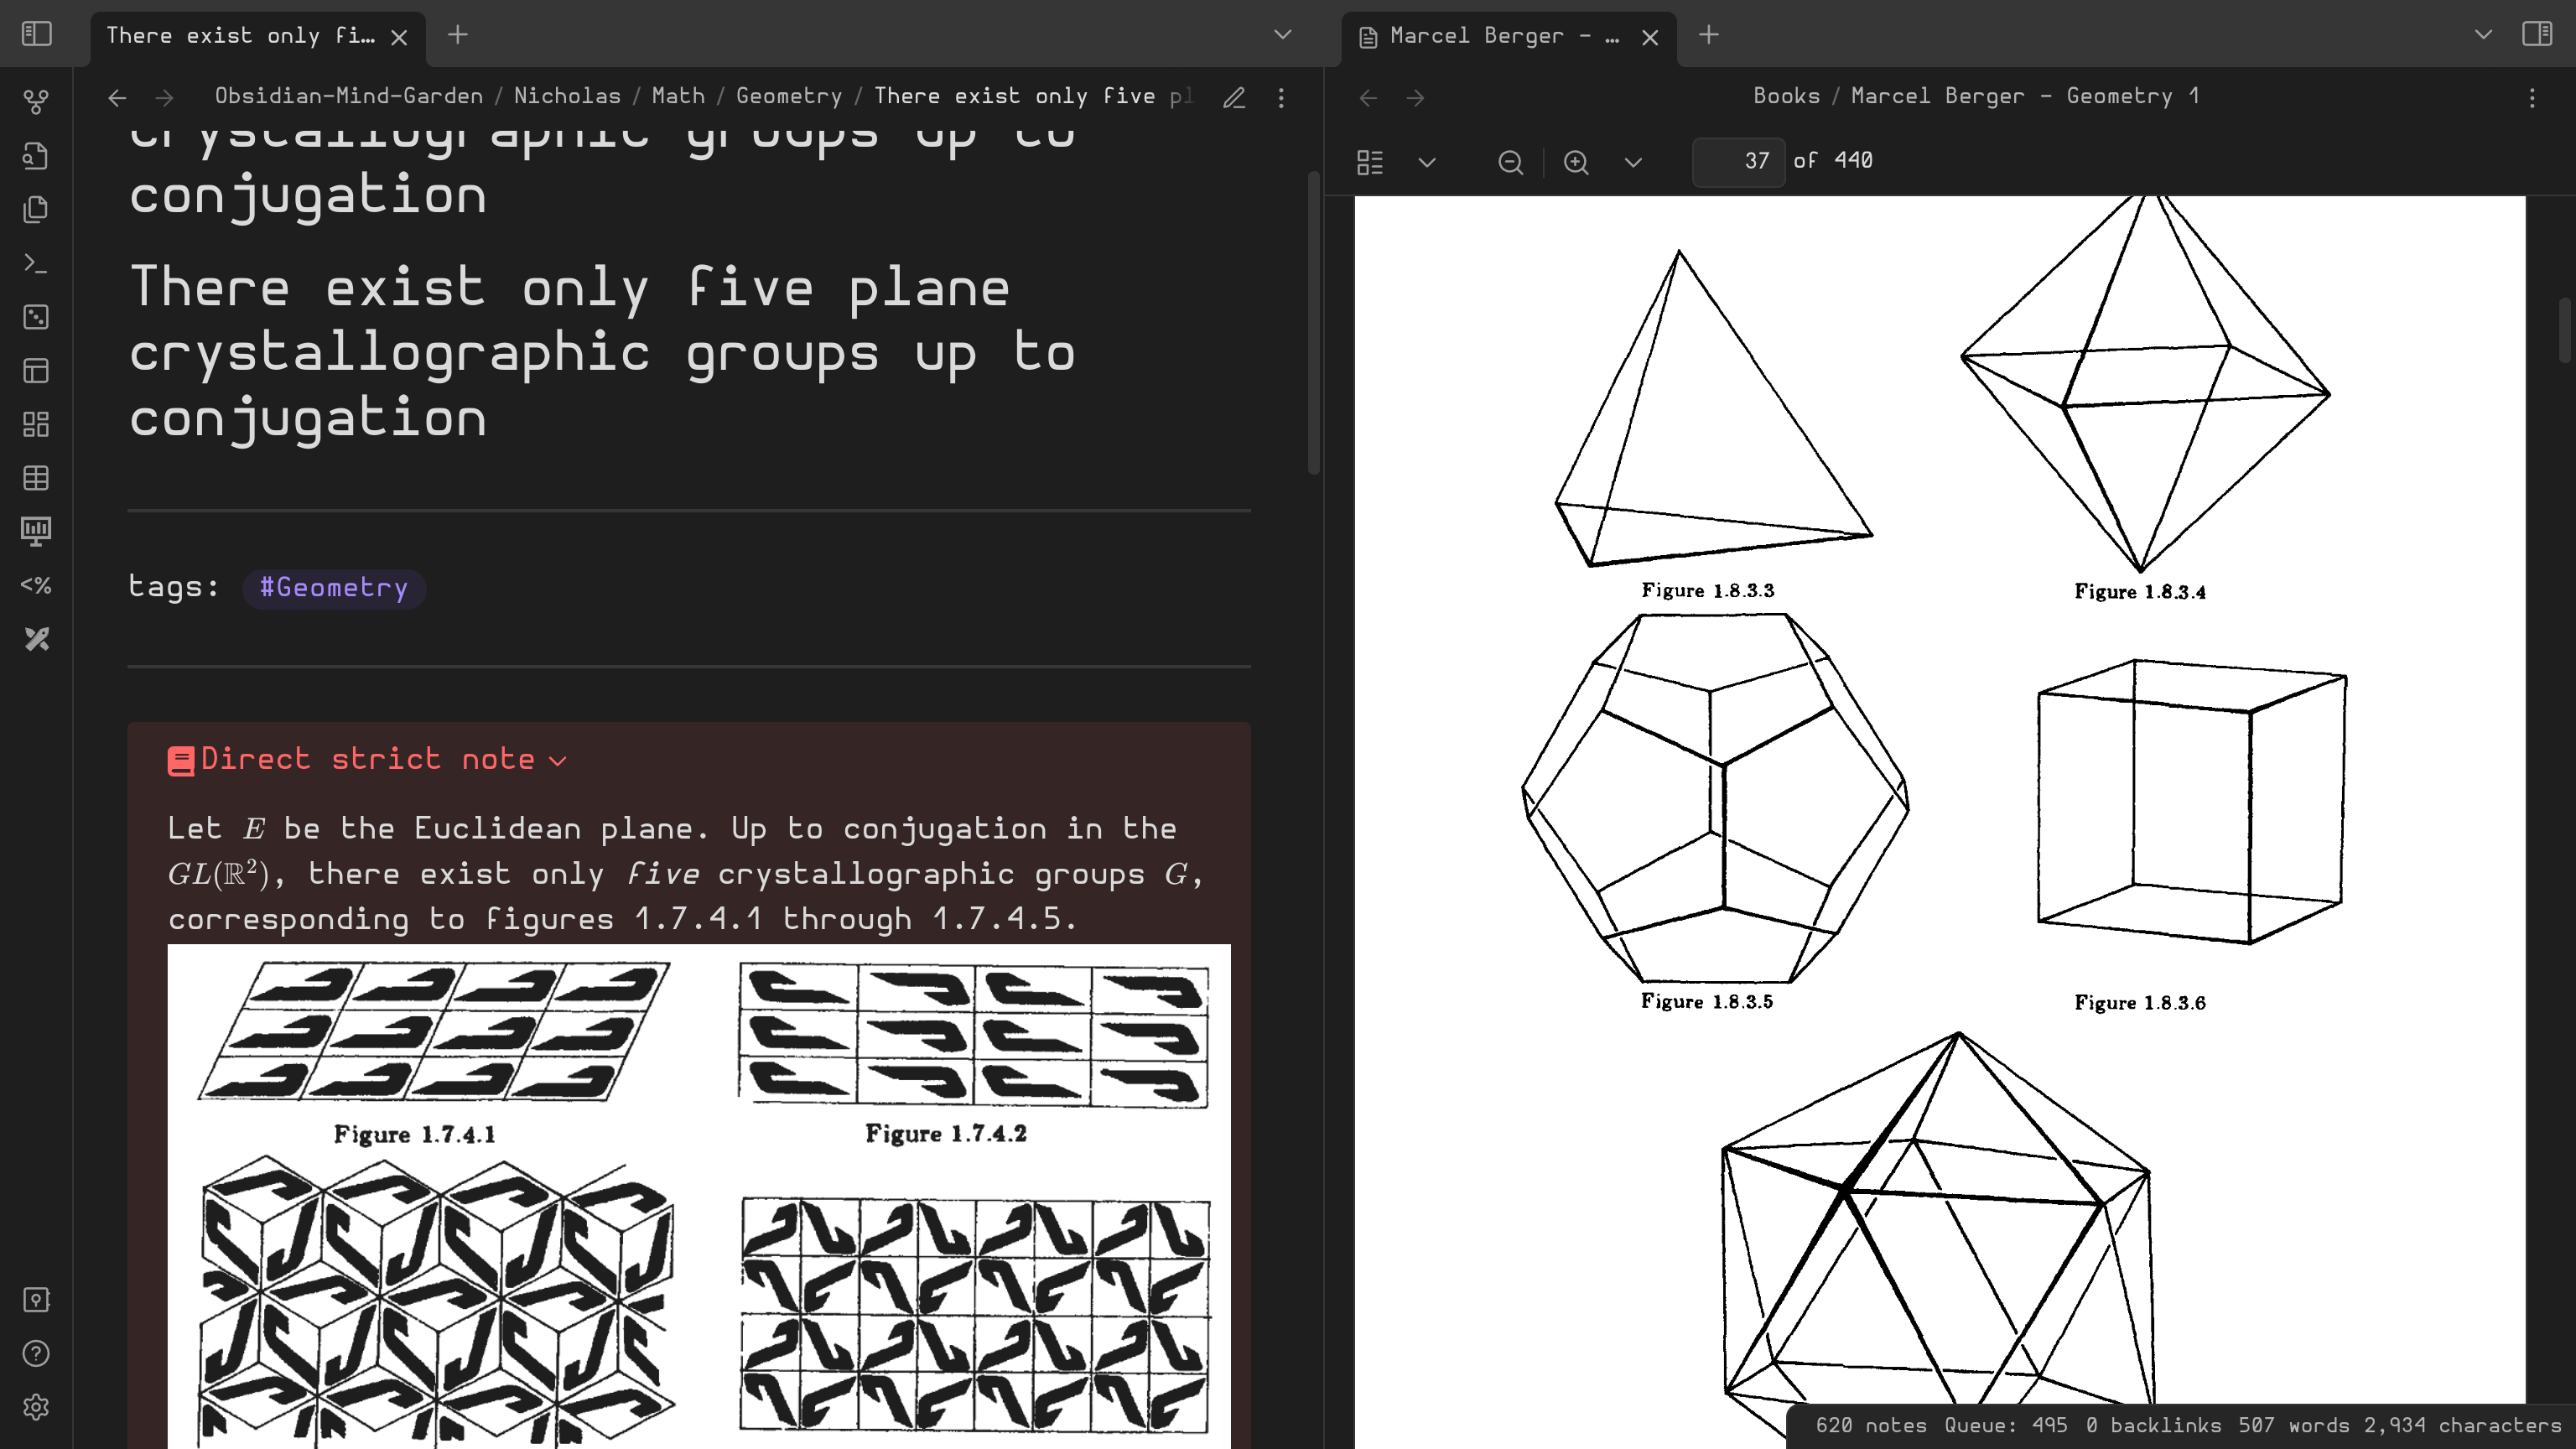 There exist only fi…
Marcel Berger - …
Obsidian-Mind-Garden / Nicholas / Math / Geometry / There exist only five pl
crystallographic groups up to
conjugation
There exist only five plane
crystallographic groups up to
conjugation
tags: #Geometry
Direct strict note
Let E be the Euclidean plane. Up to conjugation in the
GL(ℝ²), there exist only five crystallographic groups G,
corresponding to figures 1.7.4.1 through 1.7.4.5.
Figure 1.7.4.1
Figure 1.7.4.2
Books / Marcel Berger - Geometry 1
37 of 440
Figure 1.8.3.3
Figure 1.8.3.4
Figure 1.8.3.5
Figure 1.8.3.6
620 notes Queue: 495 0 backlinks 507 words 2,934 characters